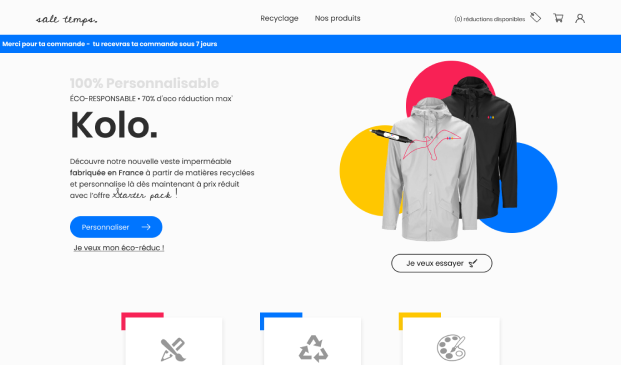 sale temps.
Recyclage
Nos produits
(0) réductions disponibles
Merci pour ta commande - tu recevras ta commande sous 7 jours
100% Personnalisable
ÉCO-RESPONSABLE • 70% d'eco réduction max'
Kolo.
Découvre notre nouvelle veste imperméable
fabriquée en France à partir de matières recyclées
et personnalise là dès maintenant à prix réduit
avec l'offre Starter pack !
Personnaliser
Je veux mon éco-réduc !
Je veux essayer